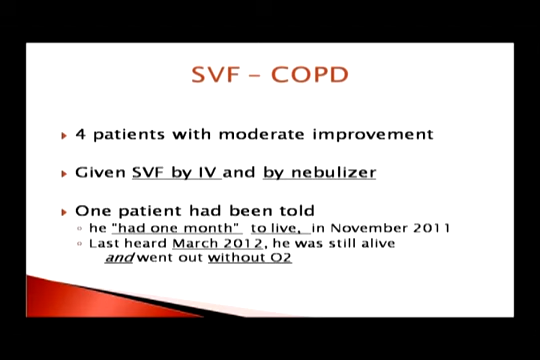 SVF – COPD
4 patients with moderate improvement
Given SVF by IV and by nebulizer
One patient had been told
he "had one month" to live, in November 2011
Last heard March 2012, he was still alive
and went out without O2